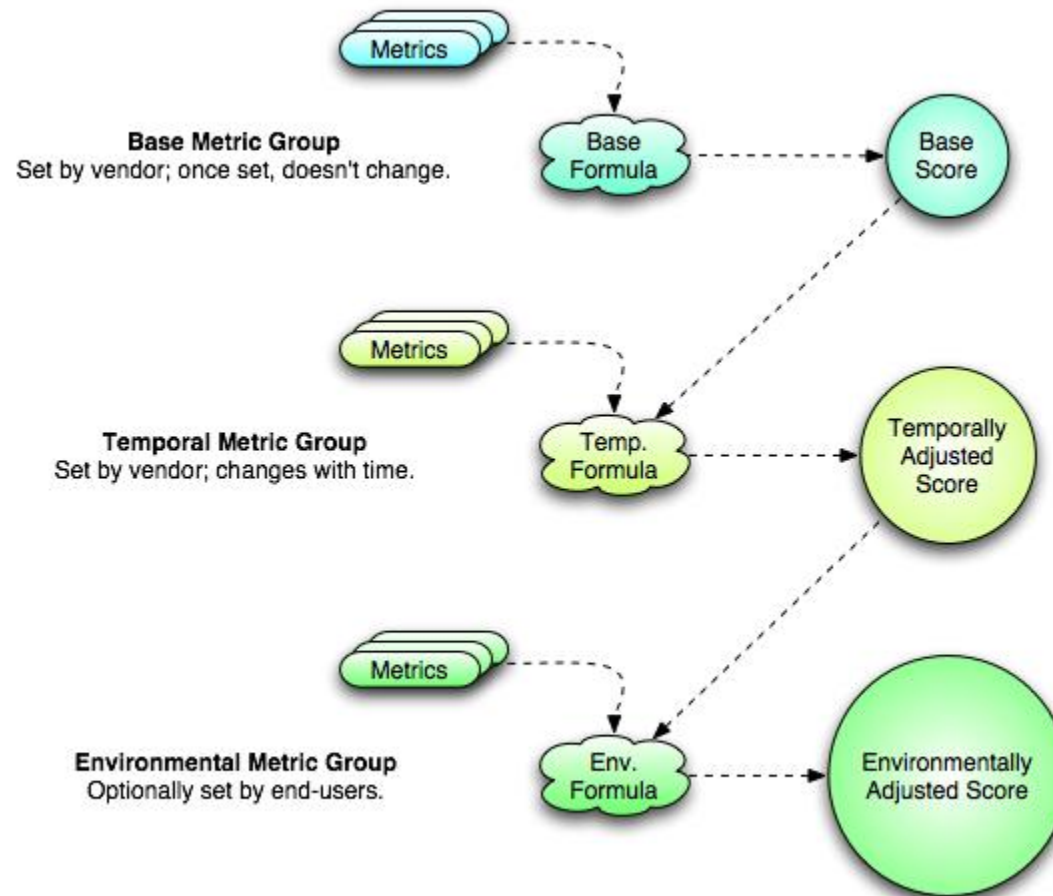 Metrics
Base Metric Group
Set by vendor; once set, doesn't change.
Base
Formula
Base
Score
Metrics
Temporal Metric Group
Set by vendor; changes with time.
Temp.
Formula
Temporally
Adjusted
Score
Metrics
Environmental Metric Group
Optionally set by end-users.
Env.
Formula
Environmentally
Adjusted Score